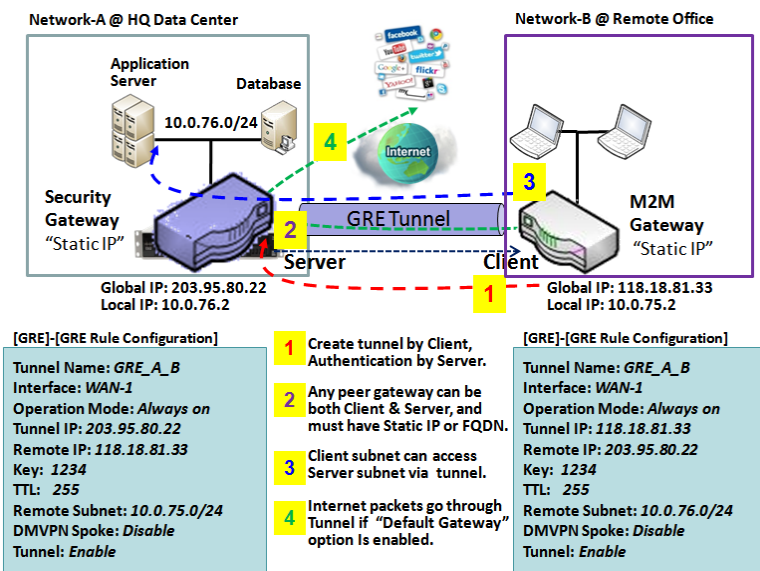 Network-A @ HQ Data Center
Network-B @ Remote Office
Application
Server
Database
10.0.76.0/24
facebook
YouTube
twitter
Google+
flickr
YAHOO!
Internet
4
3
Security
Gateway
“Static IP”
2
GRE Tunnel
M2M
Gateway
“Static IP”
Server
Client
1
Global IP: 203.95.80.22
Local IP: 10.0.76.2
Global IP: 118.18.81.33
Local IP: 10.0.75.2
[GRE]-[GRE Rule Configuration]
Tunnel Name: GRE_A_B
Interface: WAN-1
Operation Mode: Always on
Tunnel IP: 203.95.80.22
Remote IP: 118.18.81.33
Key: 1234
TTL: 255
Remote Subnet: 10.0.75.0/24
DMVPN Spoke: Disable
Tunnel: Enable
1
Create tunnel by Client,
Authentication by Server.
2
Any peer gateway can be
both Client & Server, and
must have Static IP or FQDN.
3
Client subnet can access
Server subnet via tunnel.
4
Internet packets go through
Tunnel if “Default Gateway”
option Is enabled.
[GRE]-[GRE Rule Configuration]
Tunnel Name: GRE_A_B
Interface: WAN-1
Operation Mode: Always on
Tunnel IP: 118.18.81.33
Remote IP: 203.95.80.22
Key: 1234
TTL: 255
Remote Subnet: 10.0.76.0/24
DMVPN Spoke: Disable
Tunnel: Enable